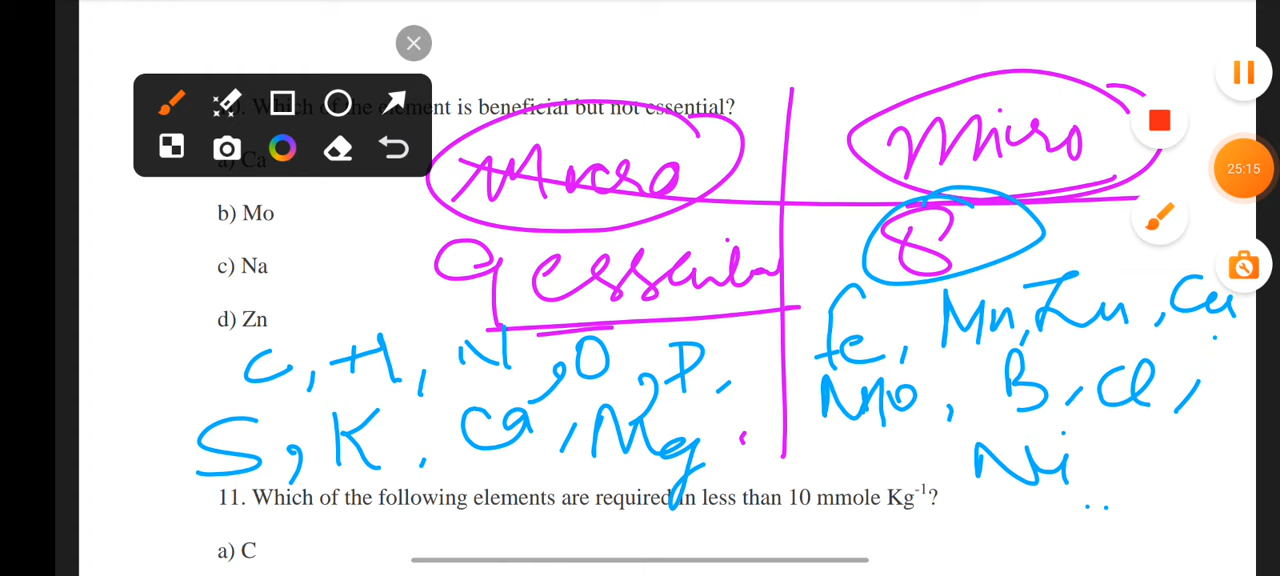 Which of the element is beneficial but not essential?
a) Ca
Macro
Micro
b) Mo
9 essential
8
c) Na
d) Zn
C, H, N, O, P,
Fe, Mn, Zn, Cu
S, K, Ca, Mg
Mo, B, Cl,
Ni
11. Which of the following elements are required in less than 10 mmole Kg-1?
a) C
25:15